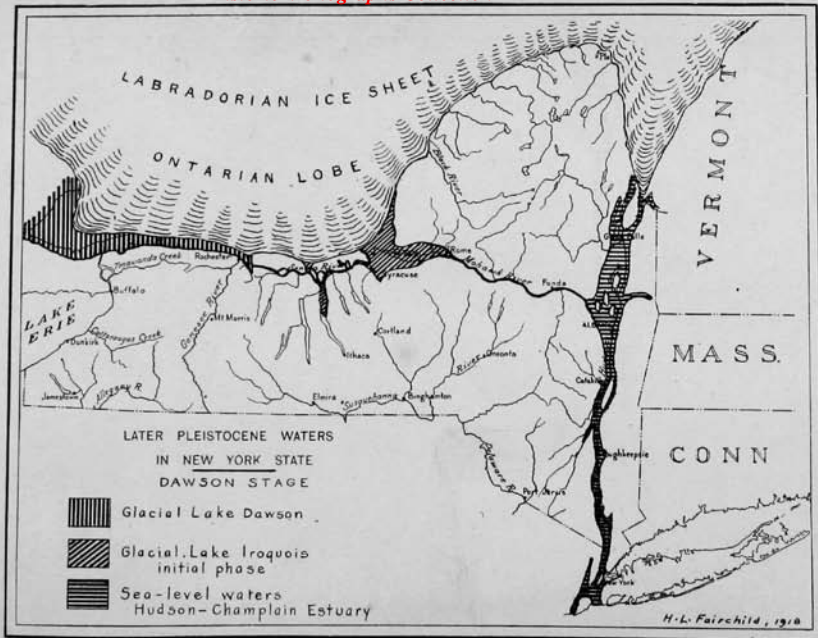 LABRADORIAN ICE SHEET
ONTARIAN LOBE
VERMONT
Black River
Rome
Mohawk River
Fonda
Syracuse
Rochester
Tonawanda Creek
Genesee River
Buffalo
LAKE
ERIE
Mt Morris
Cattaraugus Creek
Dunkirk
Cortland
Ithaca
Oneonta
River
Catskill
MASS.
Jamestown
Allegany R.
Elmira
Susquehanna
Binghamton
Delaware R.
Port Jervis
Poughkeepsie
CONN
LATER PLEISTOCENE WATERS
IN NEW YORK STATE
DAWSON STAGE
Glacial Lake Dawson
Glacial Lake Iroquois
initial phase
Sea-level waters
Hudson-Champlain Estuary
New York
H.L. Fairchild, 1918